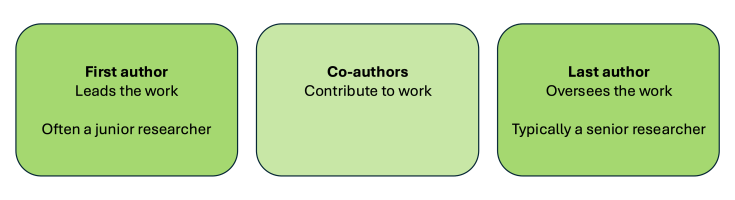 First author
Leads the work
Often a junior researcher
Co-authors
Contribute to work
Last author
Oversees the work
Typically a senior researcher